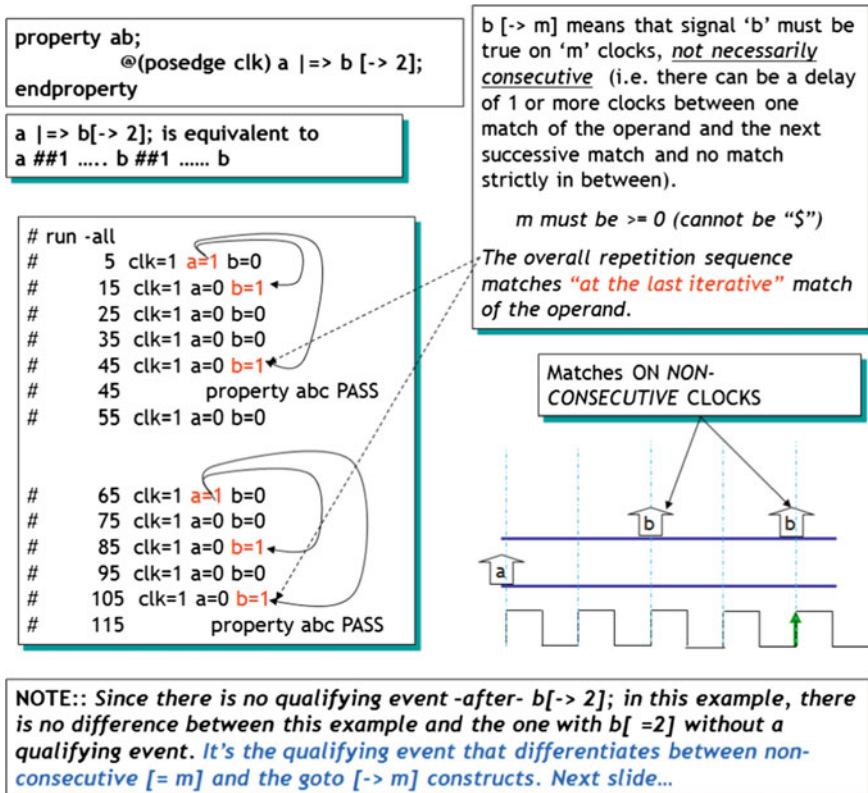 property ab;
@(posedge clk) a |=> b [-> 2];
endproperty
a |=> b[-> 2]; is equivalent to
a ##1 ..... b ##1 ...... b
b [-> m] means that signal ‘b’ must be
true on ‘m’ clocks, not necessarily
consecutive (i.e. there can be a delay
of 1 or more clocks between one
match of the operand and the next
successive match and no match
strictly in between).
m must be >= 0 (cannot be “$”)
The overall repetition sequence
matches “at the last iterative” match
of the operand.
# run -all
# 5 clk=1 a=1 b=0
# 15 clk=1 a=0 b=1
# 25 clk=1 a=0 b=0
# 35 clk=1 a=0 b=0
# 45 clk=1 a=0 b=1
# 45 property abc PASS
# 55 clk=1 a=0 b=0
# 65 clk=1 a=1 b=0
# 75 clk=1 a=0 b=0
# 85 clk=1 a=0 b=1
# 95 clk=1 a=0 b=0
# 105 clk=1 a=0 b=1
# 115 property abc PASS
Matches ON NON-
CONSECUTIVE CLOCKS
b b
a
NOTE:: Since there is no qualifying event -after- b[-> 2]; in this example, there
is no difference between this example and the one with b[ =2] without a
qualifying event. It’s the qualifying event that differentiates between non-
consecutive [= m] and the goto [-> m] constructs. Next slide…